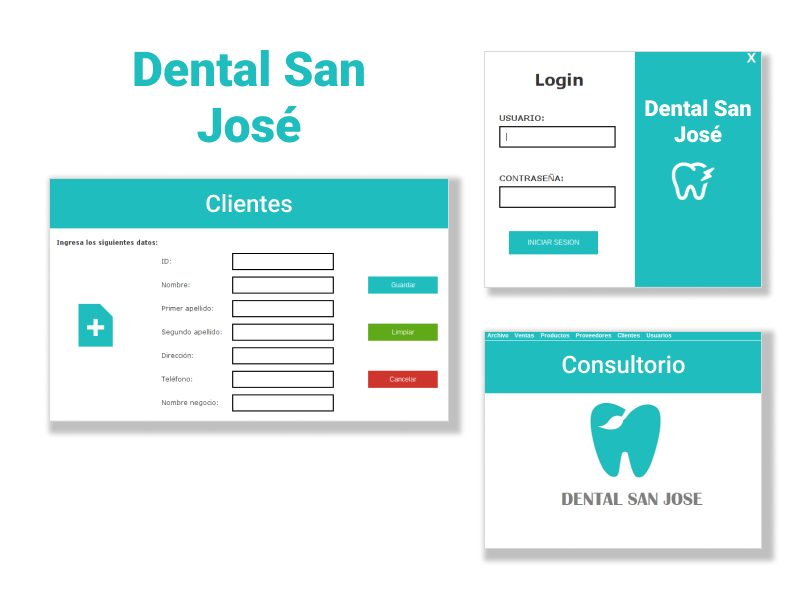 Dental San
José
Clientes
Ingresa los siguientes datos:
ID:
Nombre:
Guardar
Primer apellido:
Segundo apellido:
Limpiar
Dirección:
Teléfono:
Cancelar
Nombre negocio:
X
Login
USUARIO:
CONTRASEÑA:
INICIAR SESION
Dental San
José
Archivo Ventas Productos Proveedores Clientes Usuarios
Consultorio
DENTAL SAN JOSE